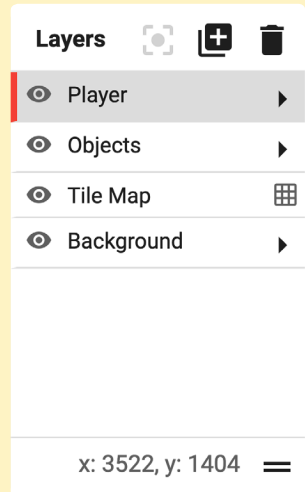 Layers
Player
Objects
Tile Map
Background
x: 3522, y: 1404